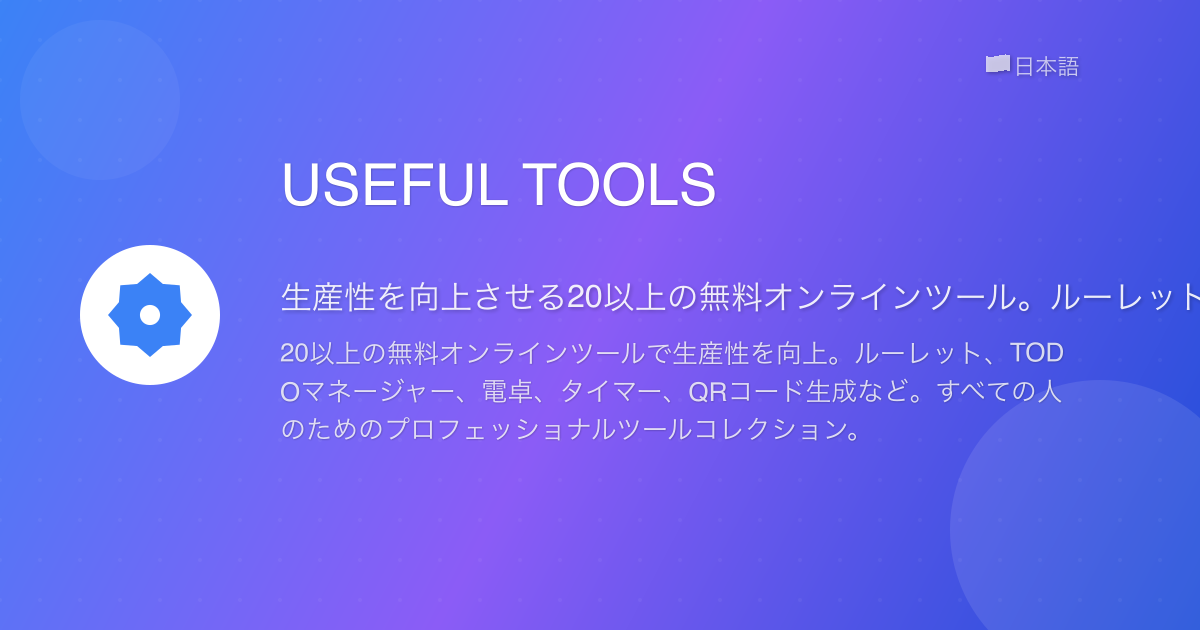 日本語
USEFUL TOOLS
生産性を向上させる20以上の無料オンラインツール。ルーレット
20以上の無料オンラインツールで生産性を向上。ルーレット、TOD
Oマネージャー、電卓、タイマー、QRコード生成など。すべての人
のためのプロフェッショナルツールコレクション。